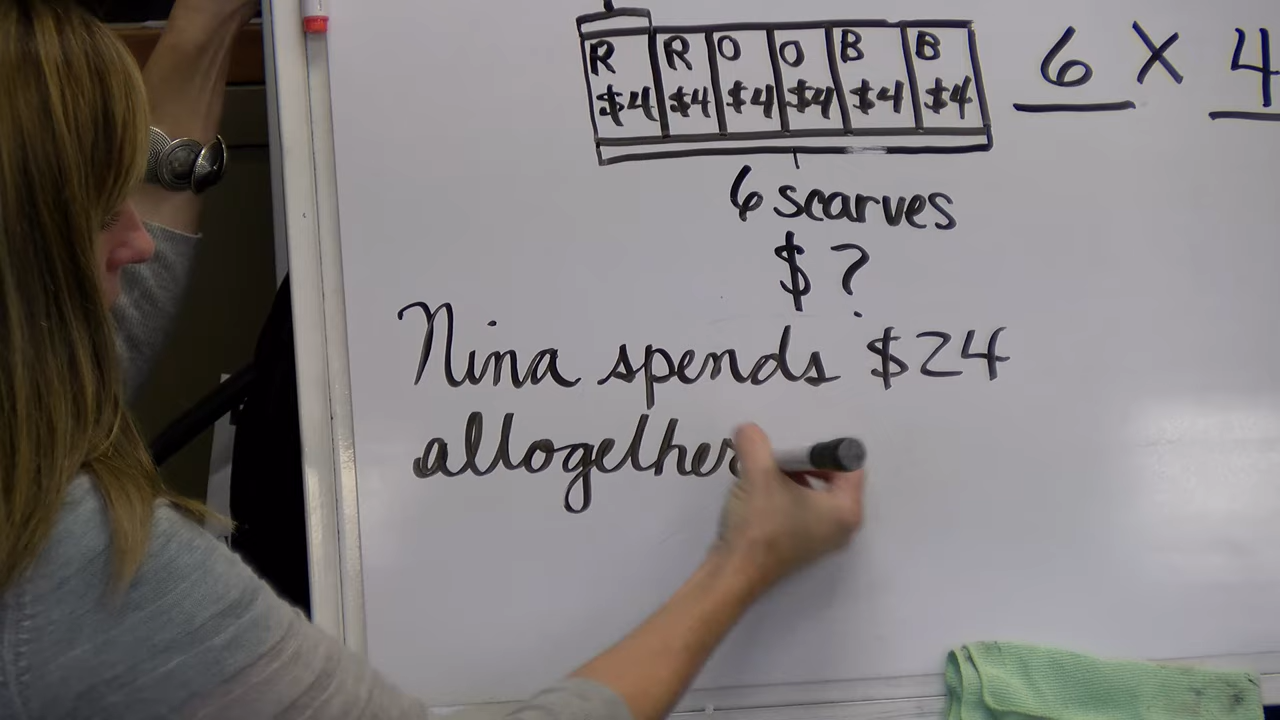 R R O O B B
$4 $4 $4 $4 $4 $4
6 X 4
6 scarves
$ ?
Nina spends $24
altogether